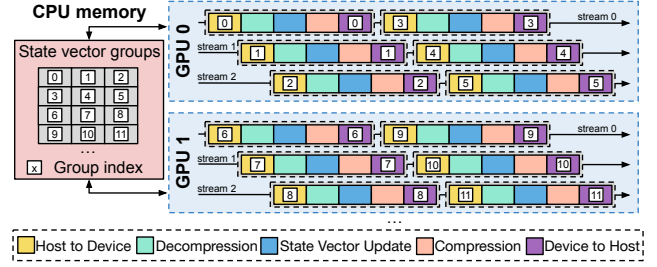 CPU memory
State vector groups
0 1 2
3 4 5
6 7 8
9 10 11
...
x Group index
GPU 0
0 0 3 3 stream 0
stream 1 1 1 4 4
stream 2 2 2 5 5
GPU 1
6 6 9 9 stream 0
stream 1 7 7 10 10
stream 2 8 8 11 11
...
Host to Device Decompression State Vector Update Compression Device to Host